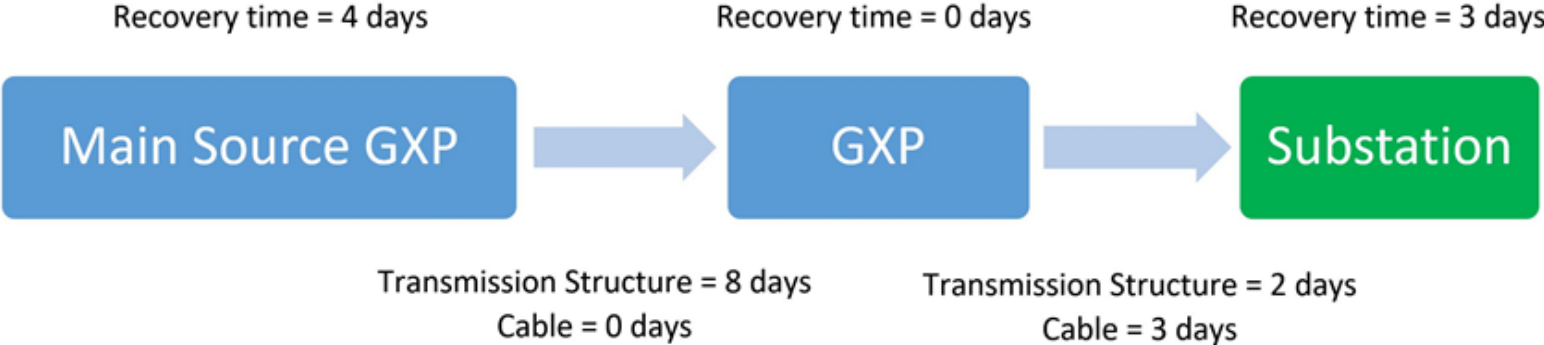 Recovery time = 4 days
Recovery time = 0 days
Recovery time = 3 days
Main Source GXP
GXP
Substation
Transmission Structure = 8 days
Cable = 0 days
Transmission Structure = 2 days
Cable = 3 days